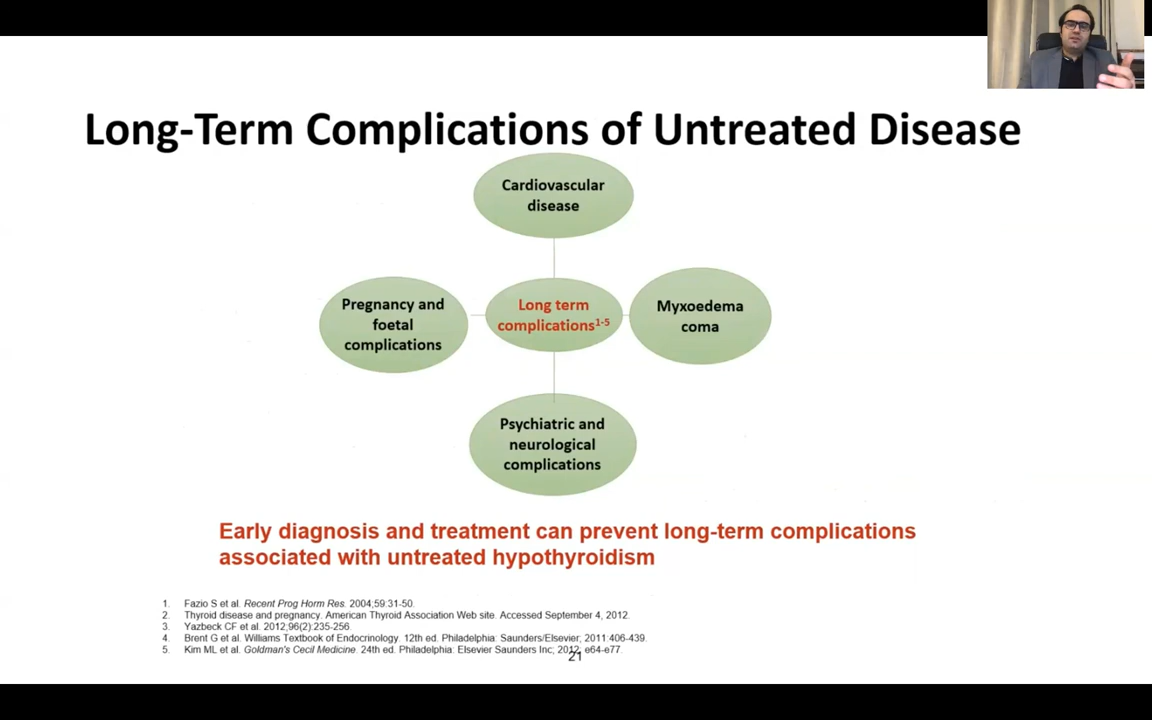 Long-Term Complications of Untreated Disease
Cardiovascular
disease
Pregnancy and
foetal
complications
Long term
complications¹⁻⁵
Myxoedema
coma
Psychiatric and
neurological
complications
Early diagnosis and treatment can prevent long-term complications
associated with untreated hypothyroidism
1. Fazio S et al. Recent Prog Horm Res. 2004;59:31-50.
2. Thyroid disease and pregnancy. American Thyroid Association Web site. Accessed September 4, 2012.
3. Yazbeck CF et al. 2012;96(2):235-256.
4. Brent G et al. Williams Textbook of Endocrinology. 12th ed. Philadelphia: Saunders/Elsevier; 2011:406-439.
5. Kim ML et al. Goldman's Cecil Medicine. 24th ed. Philadelphia: Elsevier Saunders Inc; 2012; e64-e77.
21